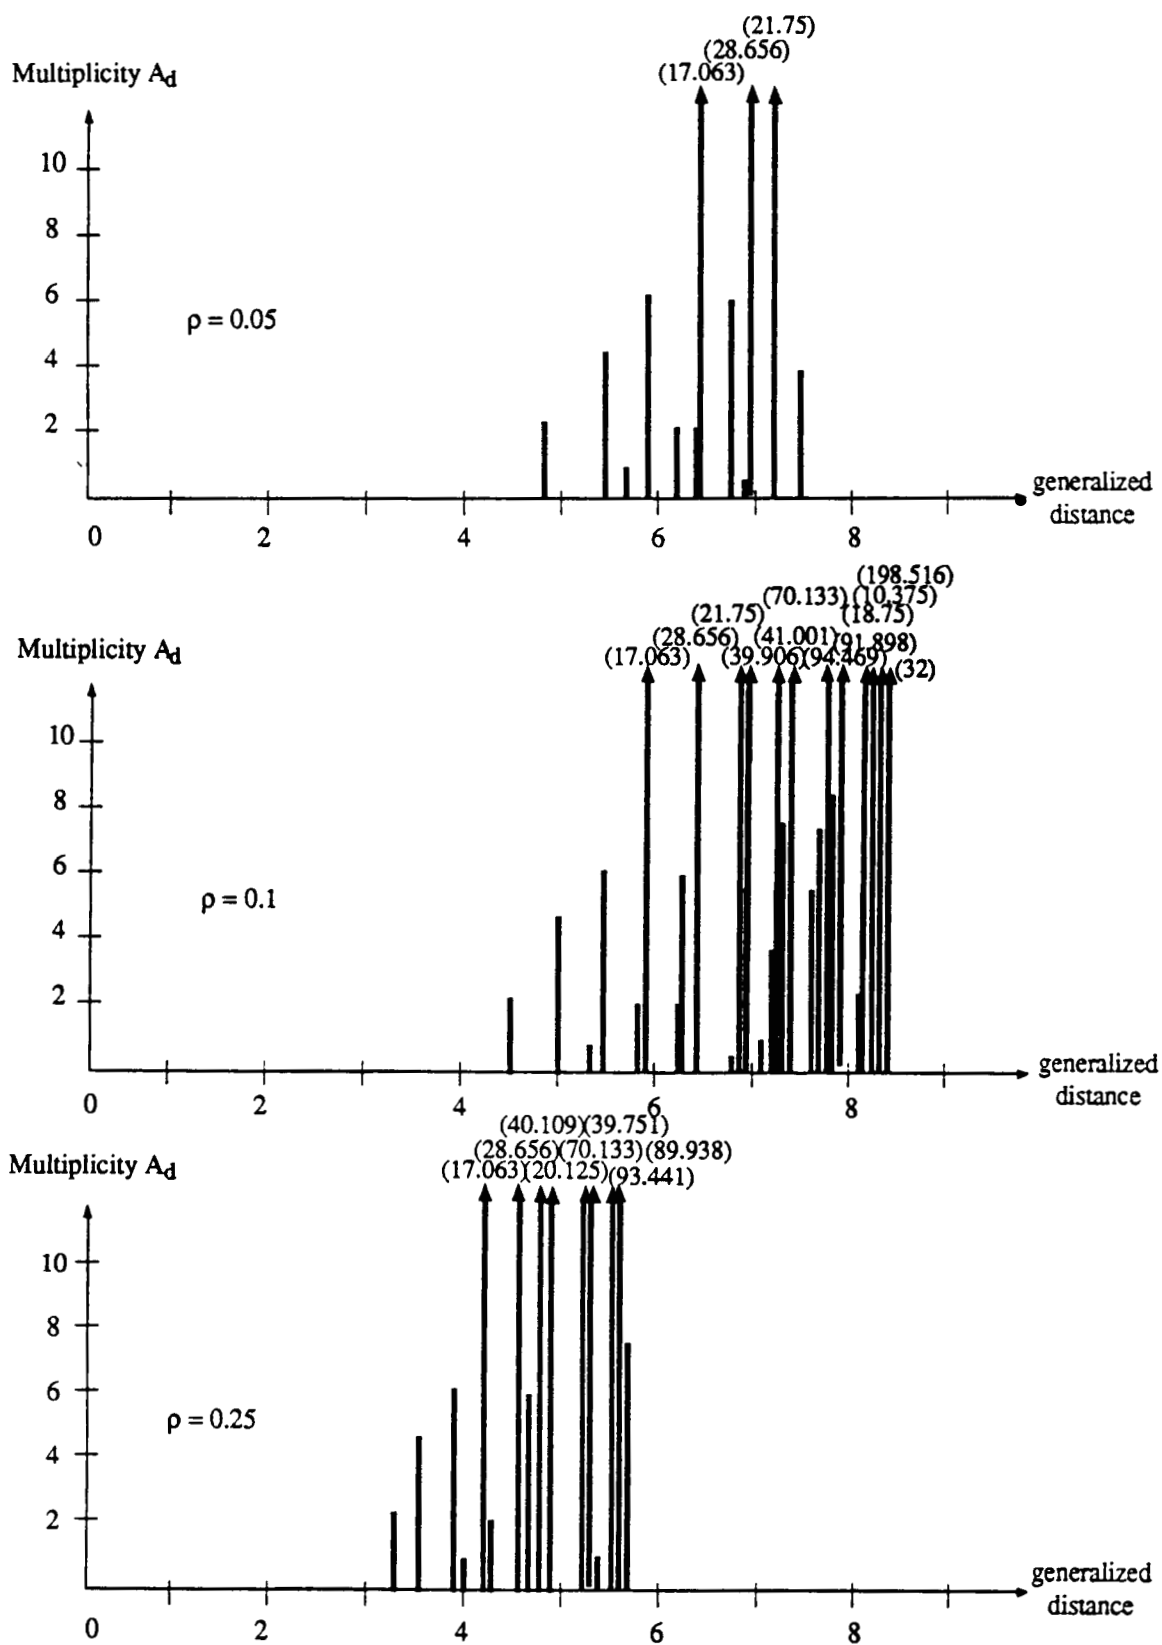 (21.75)
(28.656)
Multiplicity Ad (17.063)
10
8
6
ρ = 0.05
4
2
generalized
distance
0 2 4 6 8
(198.516)
(70.133) (10.375)
(21.75) (18.75)
Multiplicity Ad (28.656) (41.001) (91.898)
(17.063) (39.906) (94.469) (32)
10
8
6
ρ = 0.1
4
2
generalized
distance
0 2 4 6 8
(40.109) (39.751)
Multiplicity Ad (28.656) (70.133) (89.938)
(17.063) (20.125) (93.441)
10
8
6
ρ = 0.25
4
2
generalized
distance
0 2 4 6 8